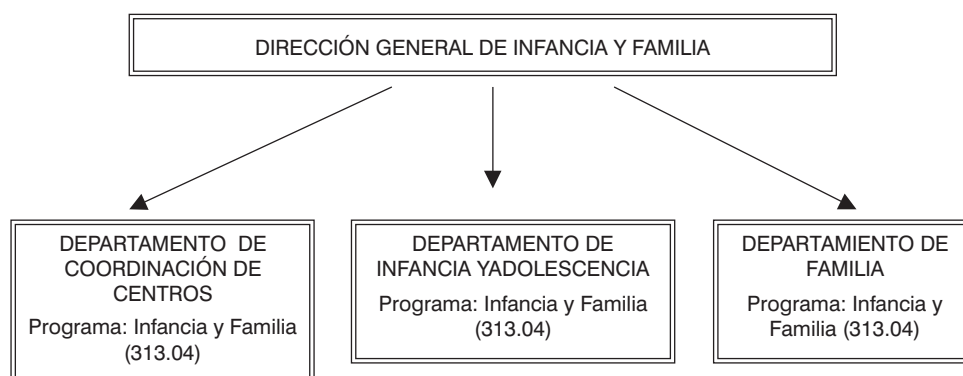 DIRECCIÓN GENERAL DE INFANCIA Y FAMILIA
DEPARTAMENTO DE
COORDINACIÓN DE
CENTROS
Programa: Infancia y Familia
(313.04)
DEPARTAMENTO DE
INFANCIA YADOLESCENCIA
Programa: Infancia y Familia
(313.04)
DEPARTAMIENTO DE
FAMILIA
Programa: Infancia y
Familia (313.04)